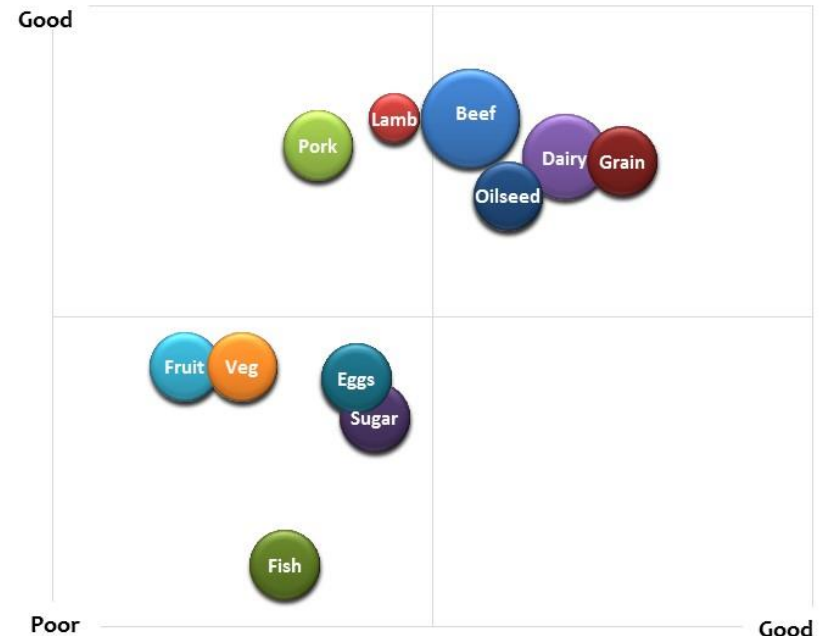 Good
Beef
Lamb
Pork
Dairy
Grain
Oilseed
Fruit
Veg
Eggs
Sugar
Fish
Poor
Good